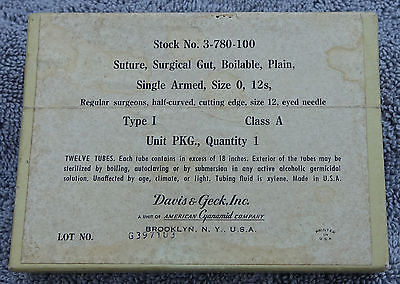 Stock No. 3-780-100
Suture, Surgical Gut, Boilable, Plain,
Single Armed, Size 0, 12s,
Regular surgeons, half-curved, cutting edge, size 12, eyed needle
Type I Class A
Unit PKG., Quantity 1
TWELVE TUBES. Each tube contains in excess of 18 inches. Exterior of the tubes may
be sterilized by boiling, autoclaving or by submersion in any active alcoholic germicidal
solution. Unaffected by age, climate, or light. Tubing fluid is xylene. Made in U.S.A.
Davis & Geck, Inc.
A UNIT OF AMERICAN Cyanamid COMPANY
BROOKLYN, N. Y., U.S.A.
PRINTED
IN
U.S.A.
LOT NO. G397103